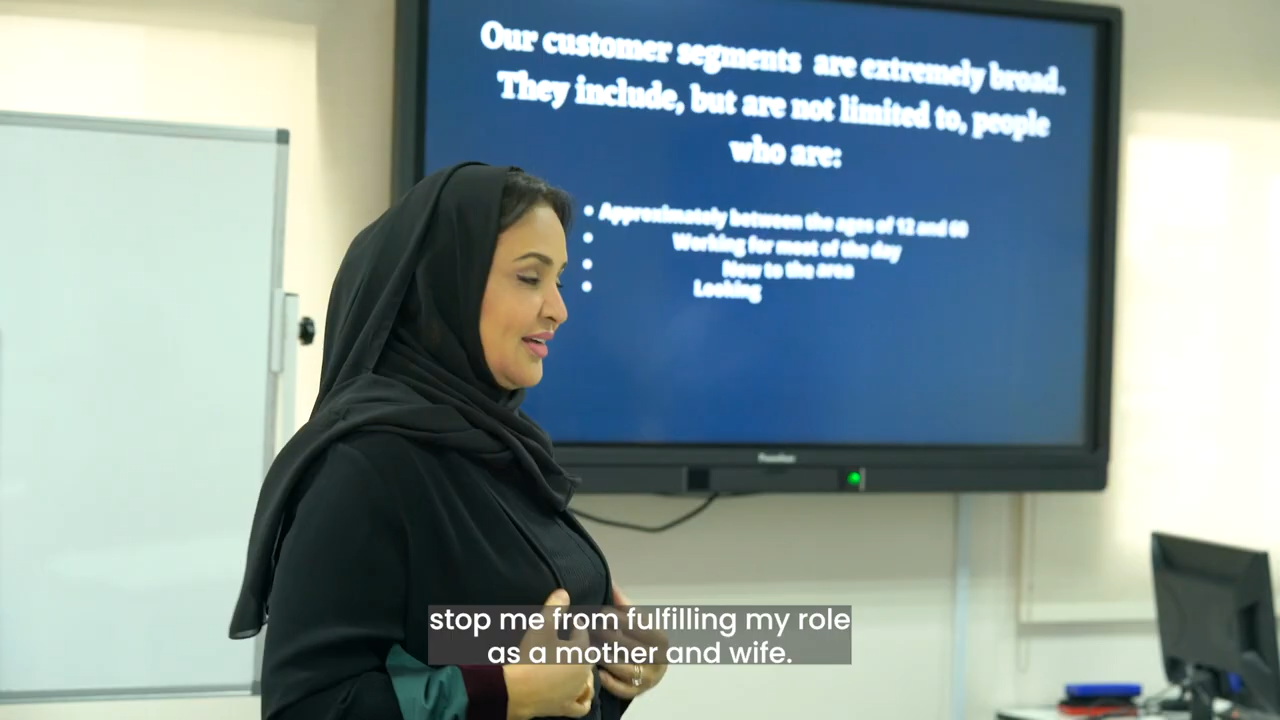 Our customer segments are extremely broad.
They include, but are not limited to, people
who are:
• Approximately between the ages of 12 and 60
• Working for most of the day
• New to the area
• Looking
stop me from fulfilling my role
as a mother and wife.